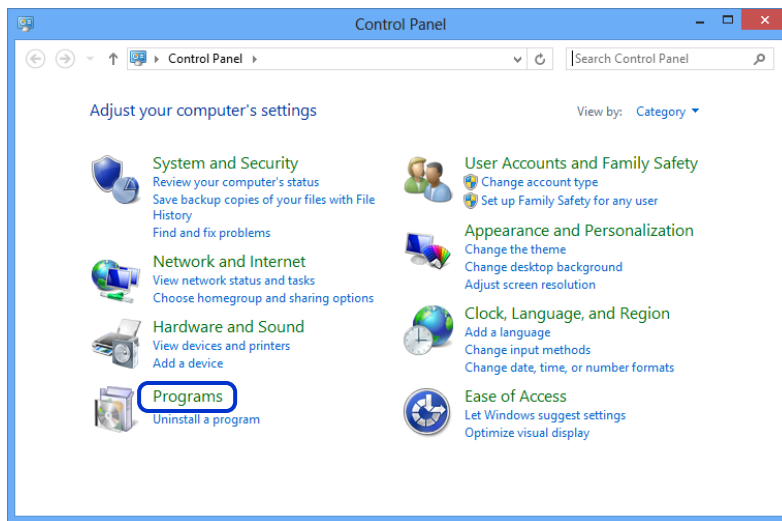 Control Panel
Control Panel
Search Control Panel
Adjust your computer's settings
View by: Category
System and Security
Review your computer's status
Save backup copies of your files with File
History
Find and fix problems
Network and Internet
View network status and tasks
Choose homegroup and sharing options
Hardware and Sound
View devices and printers
Add a device
Programs
Uninstall a program
User Accounts and Family Safety
Change account type
Set up Family Safety for any user
Appearance and Personalization
Change the theme
Change desktop background
Adjust screen resolution
Clock, Language, and Region
Add a language
Change input methods
Change date, time, or number formats
Ease of Access
Let Windows suggest settings
Optimize visual display